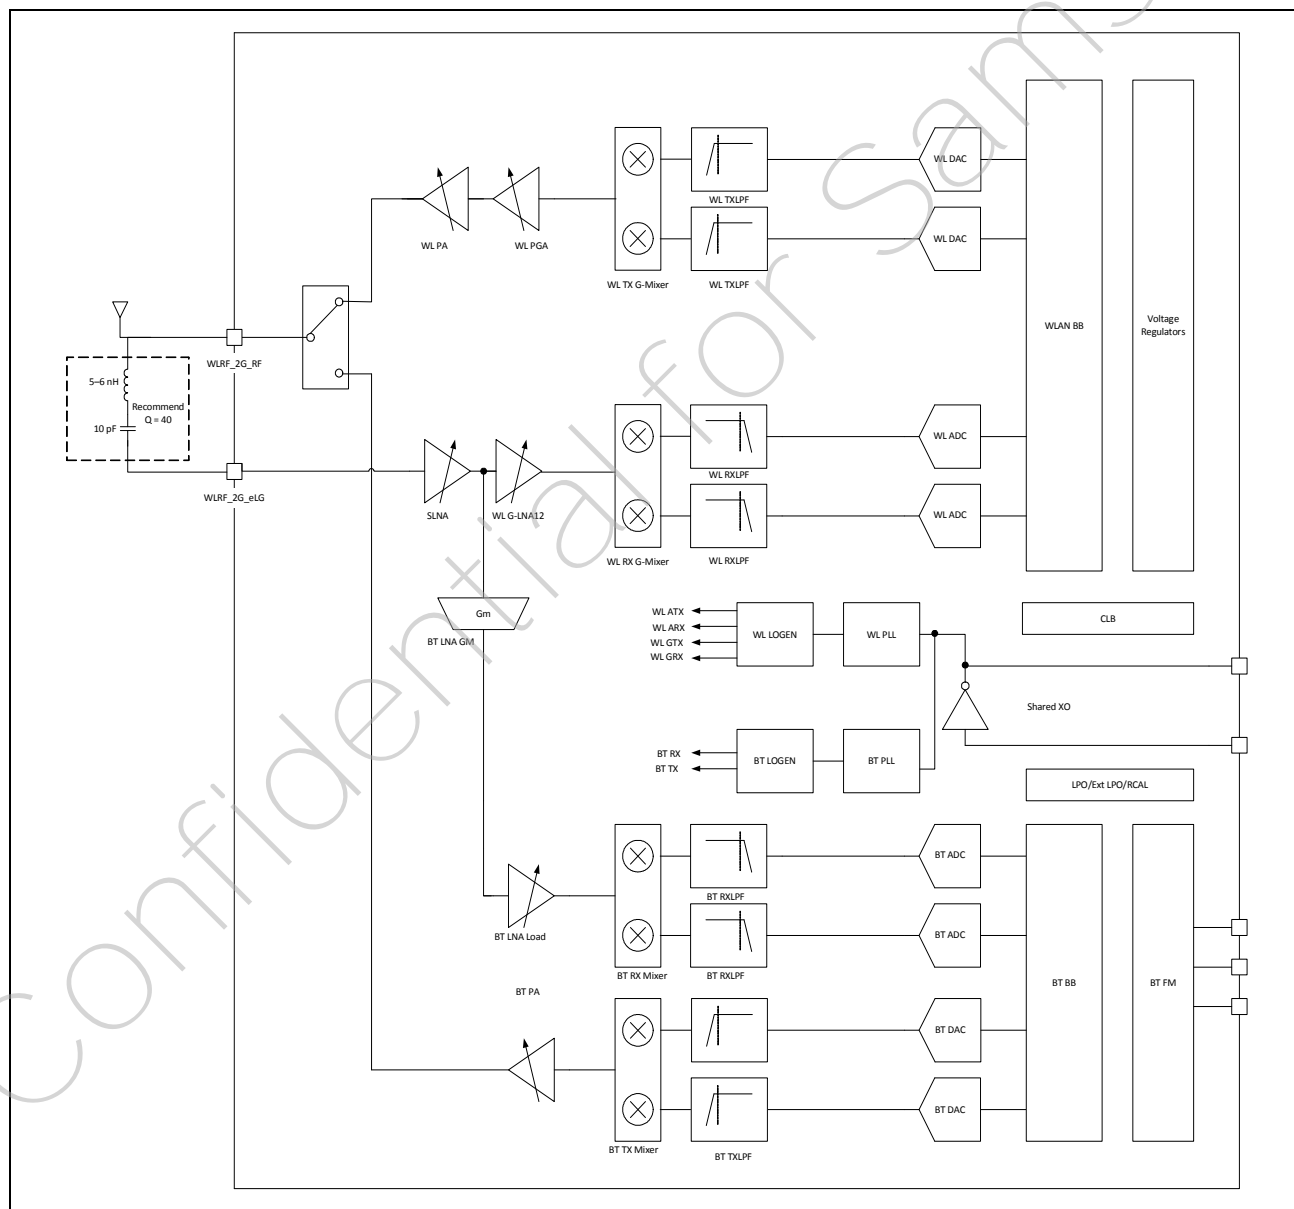 WL DAC
WL TXLPF
WL PA
WL PGA
WL DAC
WL TX G-Mixer
WL TXLPF
WLAN BB
Voltage
Regulators
WLRF_2G_RF
5–6 nH
Recommend
Q = 40
10 pF
WLRF_2G_eLG
SLNA
WL G-LNA12
WL ADC
WL RXLPF
WL ADC
WL RX G-Mixer
WL RXLPF
Gm
BT LNA GM
WL ATX
WL ARX
WL GTX
WL GRX
WL LOGEN
WL PLL
CLB
Shared XO
BT RX
BT TX
BT LOGEN
BT PLL
LPO/Ext LPO/RCAL
BT ADC
BT RXLPF
BT LNA Load
BT ADC
BT RX Mixer
BT RXLPF
BT BB
BT FM
BT PA
BT DAC
BT DAC
BT TX Mixer
BT TXLPF
Confidential for Sams